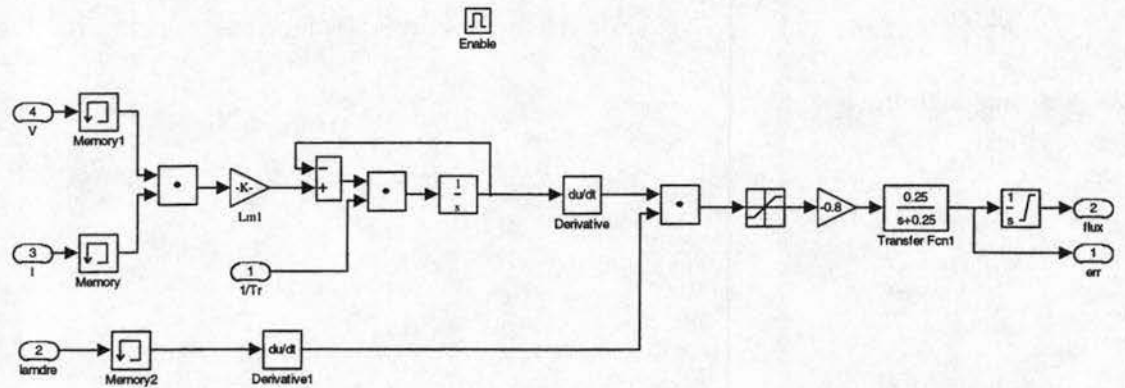 Enable
4
V
Memory1
-K-
Lm1
3
I
Memory
−
+
1
1/Tr
1
s
du/dt
Derivative
-0.8
0.25
s+0.25
Transfer Fcn1
1
s
2
flux
1
err
2
lamdre
Memory2
du/dt
Derivative1